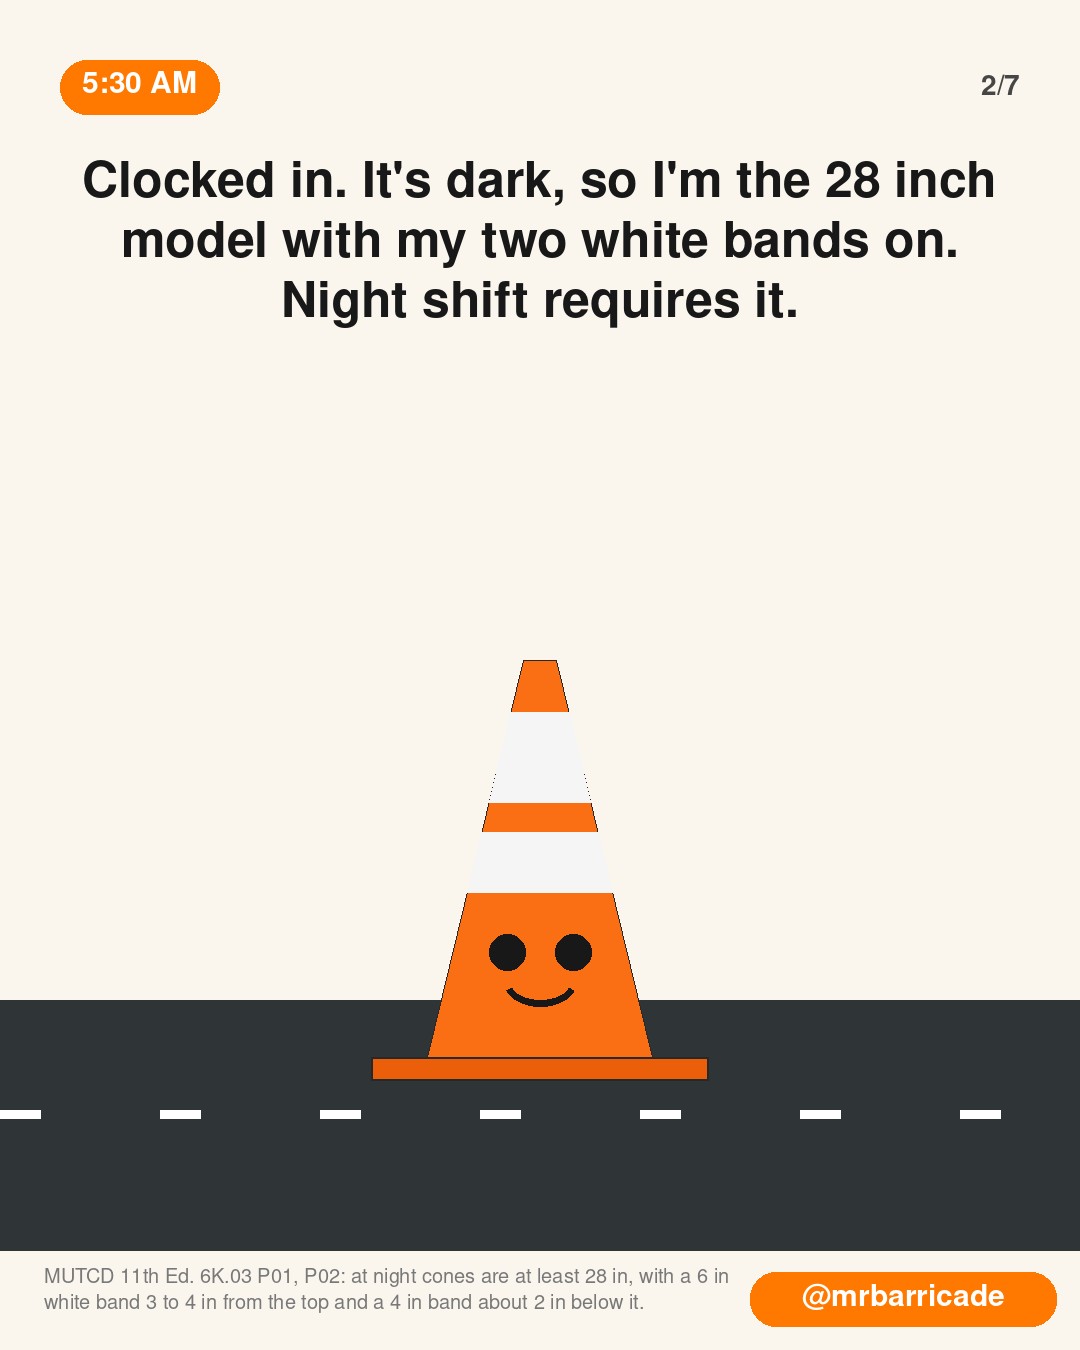 5:30 AM
2/7
Clocked in. It's dark, so I'm the 28 inch
model with my two white bands on.
Night shift requires it.
MUTCD 11th Ed. 6K.03 P01, P02: at night cones are at least 28 in, with a 6 in
white band 3 to 4 in from the top and a 4 in band about 2 in below it.
@mrbarricade